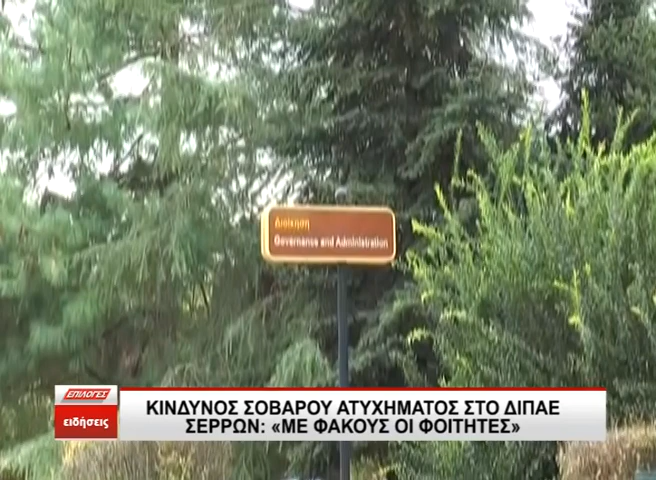 Διοίκηση
Governance and Administration
ΕΠΙΛΟΓΕΣ
ειδήσεις
ΚΙΝΔΥΝΟΣ ΣΟΒΑΡΟΥ ΑΤΥΧΗΜΑΤΟΣ ΣΤΟ ΔΙΠΑΕ
ΣΕΡΡΩΝ: «ΜΕ ΦΑΚΟΥΣ ΟΙ ΦΟΙΤΗΤΕΣ»